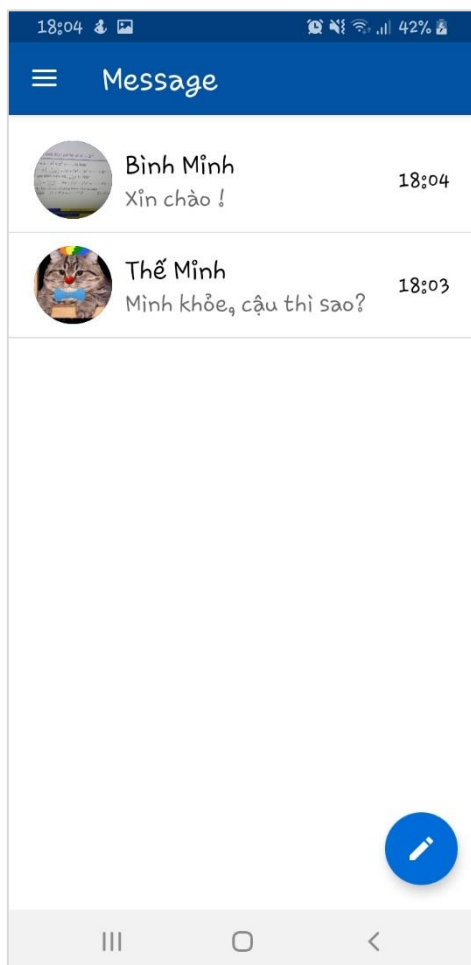 18:04 42%
Message
Bình Minh
Xin chào !
18:04
Thế Minh
Mình khỏe, cậu thì sao?
18:03